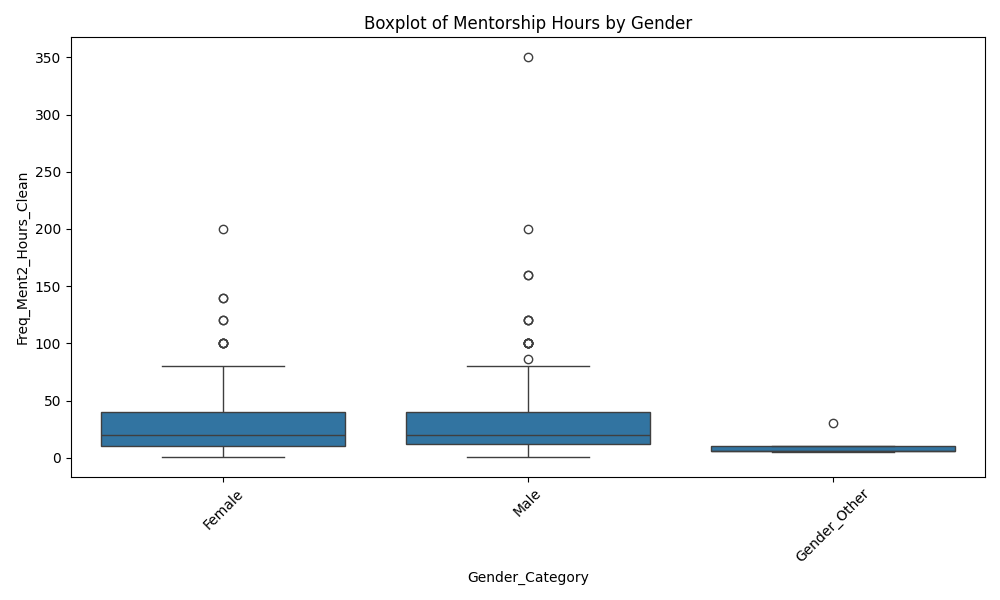 Boxplot of Mentorship Hours by Gender
Freq_Ment2_Hours_Clean
350
300
250
200
150
100
50
0
Female
Male
Gender_Other
Gender_Category